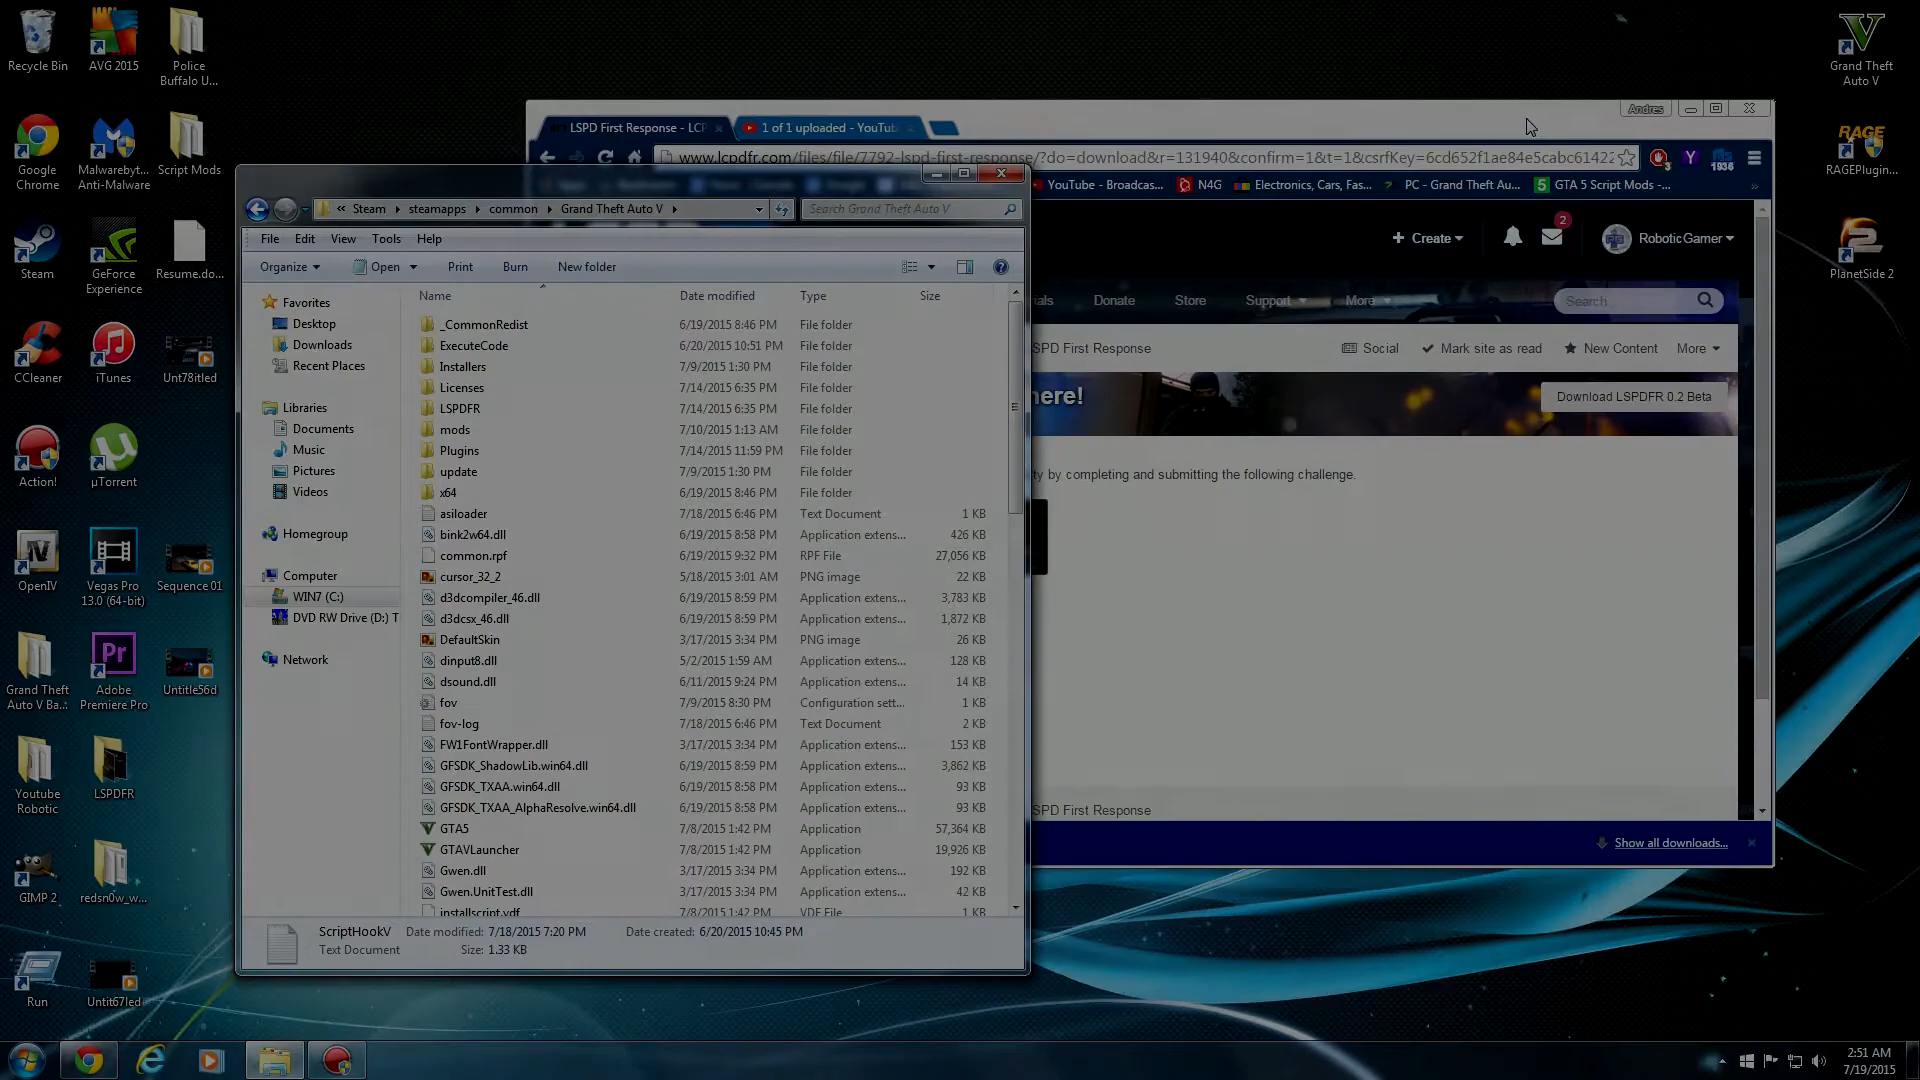 Recycle Bin
AVG 2015
Police
Buffalo U...
Google
Chrome
Malwarebyt...
Anti-Malware
Script Mods
Steam
GeForce
Experience
Resume.do...
CCleaner
iTunes
Unt78itled
Action!
µTorrent
OpenIV
Vegas Pro
13.0 (64-bit)
Sequence 01
Grand Theft
Auto V Ba...
Adobe
Premiere Pro
Untitle56d
Youtube
Robotic
LSPDFR
GIMP 2
redsn0w_w...
Run
Untit67led
Grand Theft
Auto V
RAGE
RAGEPlugin...
PlanetSide 2
Andres
LSPD First Response - LCP
1 of 1 uploaded - YouTub
www.lcpdfr.com/files/file/7792-lspd-first-response/?do=download&r=131940&confirm=1&t=1&csrfKey=6cd652f1ae84e5cabc61422
3
1936
YouTube - Broadcas...
N4G
Electronics, Cars, Fas...
PC - Grand Theft Au...
GTA 5 Script Mods -...
+ Create
2
RoboticGamer
ials Donate Store Support More
Search...
SPD First Response
Social
Mark site as read
New Content
More
here!
Download LSPDFR 0.2 Beta
ty by completing and submitting the following challenge.
SPD First Response
Show all downloads...
« Steam steamapps common Grand Theft Auto V
Search Grand Theft Auto V
File Edit View Tools Help
Organize Open Print Burn New folder
Favorites
Desktop
Downloads
Recent Places
Libraries
Documents
Music
Pictures
Videos
Homegroup
Computer
WIN7 (C:)
DVD RW Drive (D:) T
Network
Name Date modified Type Size
_CommonRedist 6/19/2015 8:46 PM File folder
ExecuteCode 6/20/2015 10:51 PM File folder
Installers 7/9/2015 1:30 PM File folder
Licenses 7/14/2015 6:35 PM File folder
LSPDFR 7/14/2015 6:35 PM File folder
mods 7/10/2015 1:13 AM File folder
Plugins 7/14/2015 11:59 PM File folder
update 7/9/2015 1:30 PM File folder
x64 6/19/2015 8:46 PM File folder
asiloader 7/18/2015 6:46 PM Text Document 1 KB
bink2w64.dll 6/19/2015 8:58 PM Application extens... 426 KB
common.rpf 6/19/2015 9:32 PM RPF File 27,056 KB
cursor_32_2 5/18/2015 3:01 AM PNG image 22 KB
d3dcompiler_46.dll 6/19/2015 8:59 PM Application extens... 3,783 KB
d3dcsx_46.dll 6/19/2015 8:59 PM Application extens... 1,872 KB
DefaultSkin 3/17/2015 3:34 PM PNG image 26 KB
dinput8.dll 5/2/2015 1:59 AM Application extens... 128 KB
dsound.dll 6/11/2015 9:24 PM Application extens... 14 KB
fov 7/9/2015 8:30 PM Configuration sett... 1 KB
fov-log 7/18/2015 6:46 PM Text Document 2 KB
FW1FontWrapper.dll 3/17/2015 3:34 PM Application extens... 153 KB
GFSDK_ShadowLib.win64.dll 6/19/2015 8:59 PM Application extens... 3,862 KB
GFSDK_TXAA.win64.dll 6/19/2015 8:58 PM Application extens... 93 KB
GFSDK_TXAA_AlphaResolve.win64.dll 6/19/2015 8:58 PM Application extens... 93 KB
GTA5 7/8/2015 1:42 PM Application 57,364 KB
GTAVLauncher 7/8/2015 1:42 PM Application 19,926 KB
Gwen.dll 3/17/2015 3:34 PM Application extens... 192 KB
Gwen.UnitTest.dll 3/17/2015 3:34 PM Application extens... 42 KB
installscript.vdf 7/8/2015 1:42 PM VDF File 1 KB
ScriptHookV Date modified: 7/18/2015 7:20 PM Date created: 6/20/2015 10:45 PM
Text Document Size: 1.33 KB
2:51 AM
7/19/2015